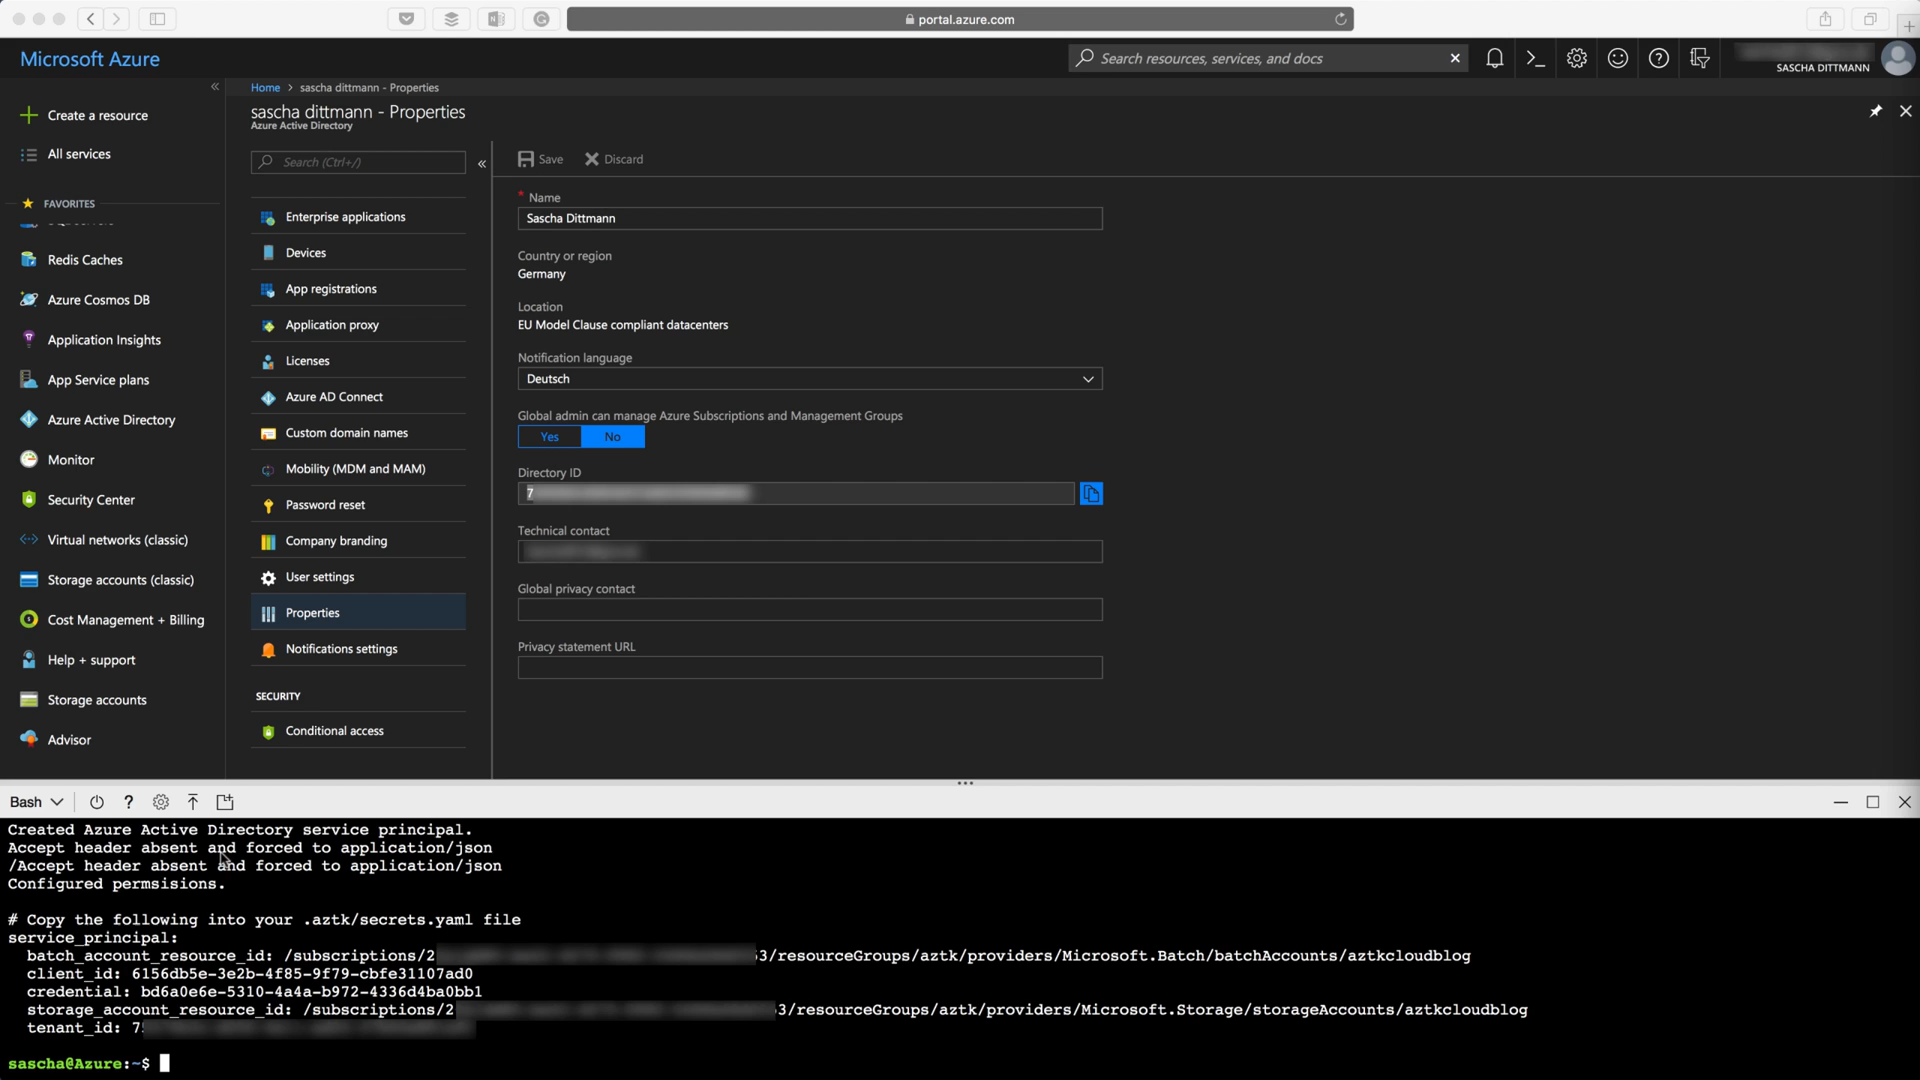 portal.azure.com
Microsoft Azure
Search resources, services, and docs
SASCHA DITTMANN
Home > sascha dittmann - Properties
sascha dittmann - Properties
Azure Active Directory
Create a resource
All services
FAVORITES
Redis Caches
Azure Cosmos DB
Application Insights
App Service plans
Azure Active Directory
Monitor
Security Center
Virtual networks (classic)
Storage accounts (classic)
Cost Management + Billing
Help + support
Storage accounts
Advisor
Search (Ctrl+/)
Enterprise applications
Devices
App registrations
Application proxy
Licenses
Azure AD Connect
Custom domain names
Mobility (MDM and MAM)
Password reset
Company branding
User settings
Properties
Notifications settings
SECURITY
Conditional access
Save
Discard
* Name
Sascha Dittmann
Country or region
Germany
Location
EU Model Clause compliant datacenters
Notification language
Deutsch
Global admin can manage Azure Subscriptions and Management Groups
Yes No
Directory ID
7
Technical contact
Global privacy contact
Privacy statement URL
Bash
Created Azure Active Directory service principal.
Accept header absent and forced to application/json
/Accept header absent and forced to application/json
Configured permsisions.
# Copy the following into your .aztk/secrets.yaml file
service_principal:
batch_account_resource_id: /subscriptions/2 3/resourceGroups/aztk/providers/Microsoft.Batch/batchAccounts/aztkcloudblog
client_id: 6156db5e-3e2b-4f85-9f79-cbfe31107ad0
credential: bd6a0e6e-5310-4a4a-b972-4336d4ba0bb1
storage_account_resource_id: /subscriptions/2 3/resourceGroups/aztk/providers/Microsoft.Storage/storageAccounts/aztkcloudblog
tenant_id: 7
sascha@Azure:~$